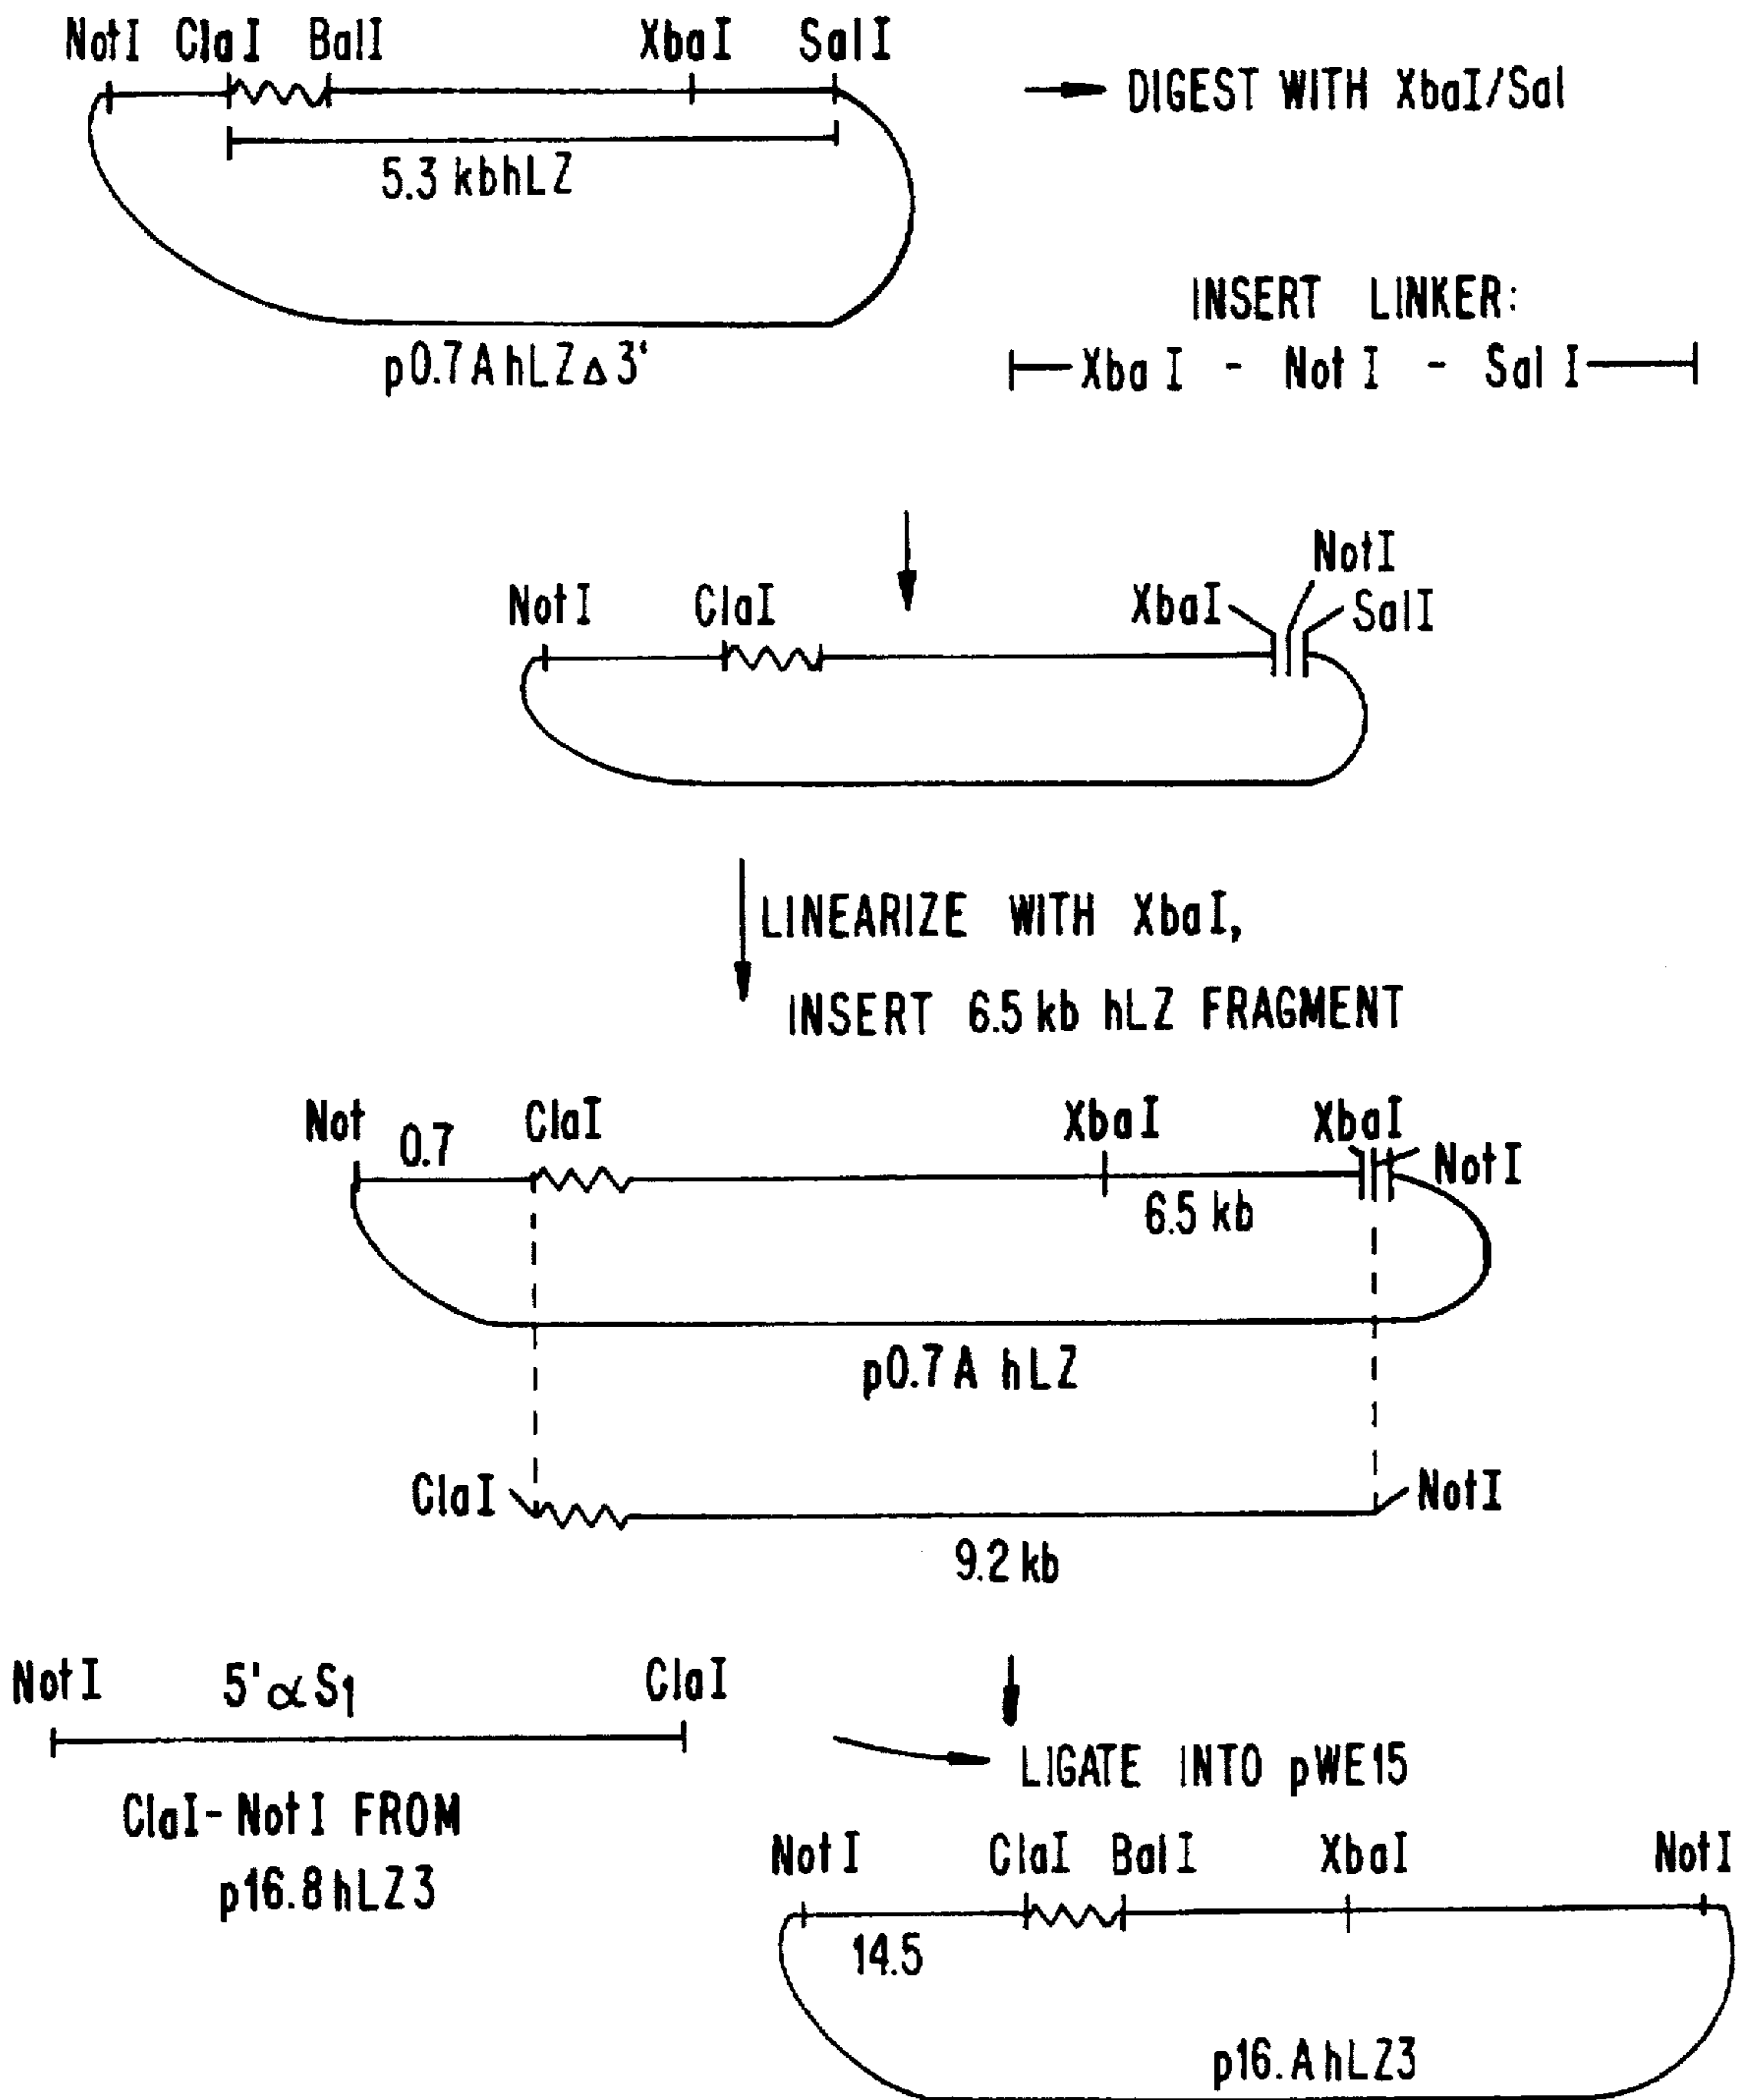 NotI ClaI BalI XbaI SalI
DIGEST WITH XbaI/Sal
5.3 kbhLZ
p0.7AhLZΔ3'
INSERT LINKER:
XbaI - NotI - SalI
NotI
NotI ClaI XbaI SalI
LINEARIZE WITH XbaI,
INSERT 6.5 kb hLZ FRAGMENT
Not 0.7 ClaI XbaI XbaI
NotI
6.5 kb
p0.7A hLZ
ClaI NotI
9.2 kb
NotI 5'αS1 ClaI
LIGATE INTO pWE15
ClaI-NotI FROM
p16.8hLZ3
NotI ClaI BalI XbaI NotI
14.5
p16.AhLZ3